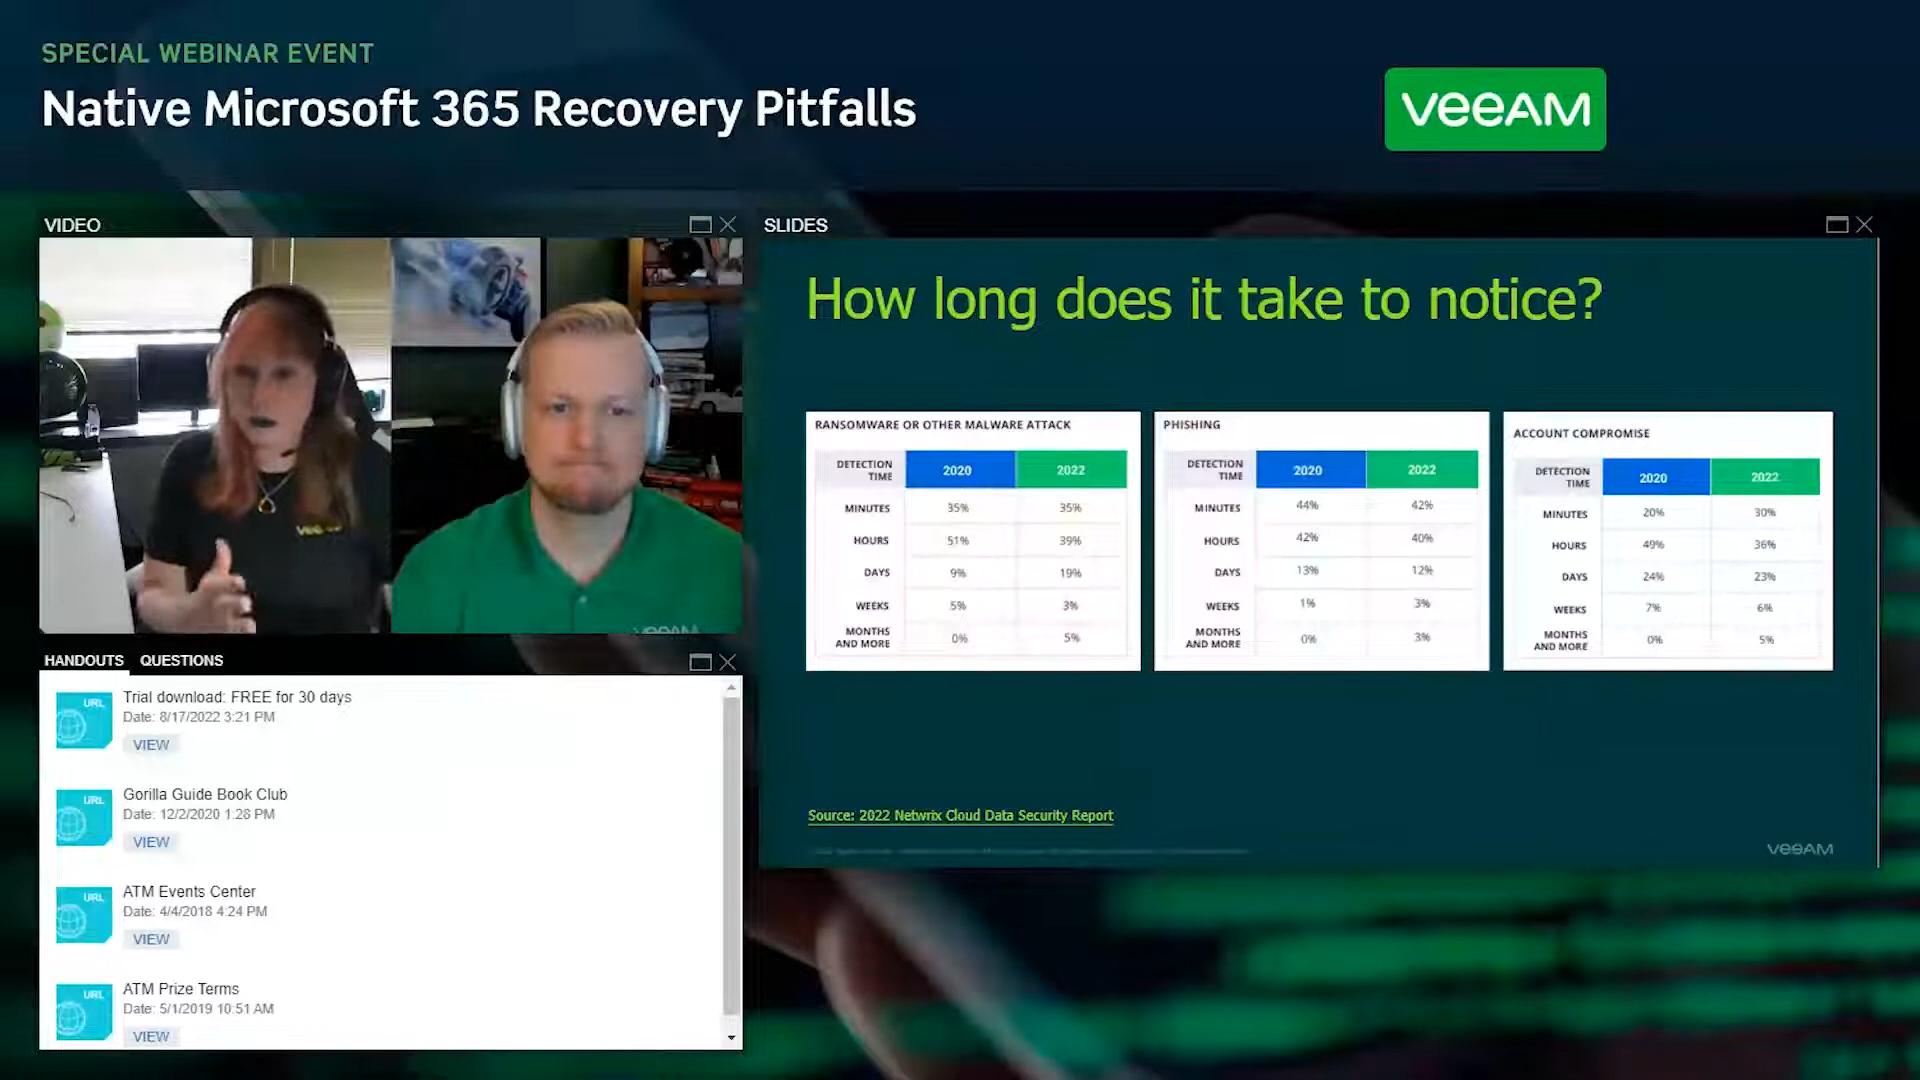 SPECIAL WEBINAR EVENT
Native Microsoft 365 Recovery Pitfalls
veeAM
VIDEO
SLIDES
How long does it take to notice?
RANSOMWARE OR OTHER MALWARE ATTACK
DETECTION TIME 2020 2022
MINUTES 35% 35%
HOURS 51% 39%
DAYS 9% 19%
WEEKS 5% 3%
MONTHS AND MORE 0% 5%
PHISHING
DETECTION TIME 2020 2022
MINUTES 44% 42%
HOURS 42% 40%
DAYS 13% 12%
WEEKS 1% 3%
MONTHS AND MORE 0% 3%
ACCOUNT COMPROMISE
DETECTION TIME 2020 2022
MINUTES 20% 30%
HOURS 49% 36%
DAYS 24% 23%
WEEKS 7% 6%
MONTHS AND MORE 0% 5%
Source: 2022 Netwrix Cloud Data Security Report
veeAM
HANDOUTS QUESTIONS
URL
Trial download: FREE for 30 days
Date: 8/17/2022 3:21 PM
VIEW
URL
Gorilla Guide Book Club
Date: 12/2/2020 1:28 PM
VIEW
URL
ATM Events Center
Date: 4/4/2018 4:24 PM
VIEW
URL
ATM Prize Terms
Date: 5/1/2019 10:51 AM
VIEW